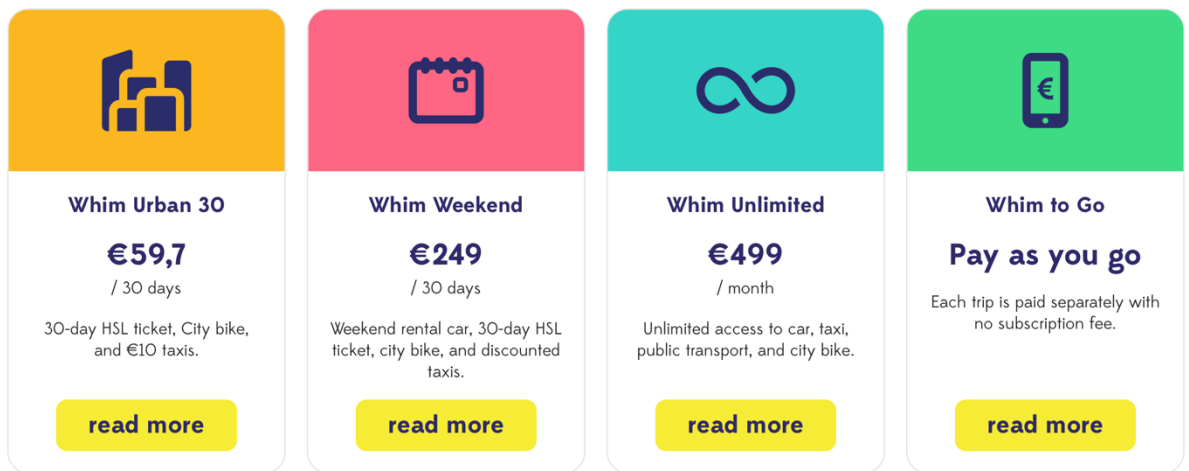 €
Whim Urban 30
€59,7
/ 30 days
30-day HSL ticket, City bike,
and €10 taxis.
read more
Whim Weekend
€249
/ 30 days
Weekend rental car, 30-day HSL
ticket, city bike, and discounted
taxis.
read more
Whim Unlimited
€499
/ month
Unlimited access to car, taxi,
public transport, and city bike.
read more
Whim to Go
Pay as you go
Each trip is paid separately with
no subscription fee.
read more